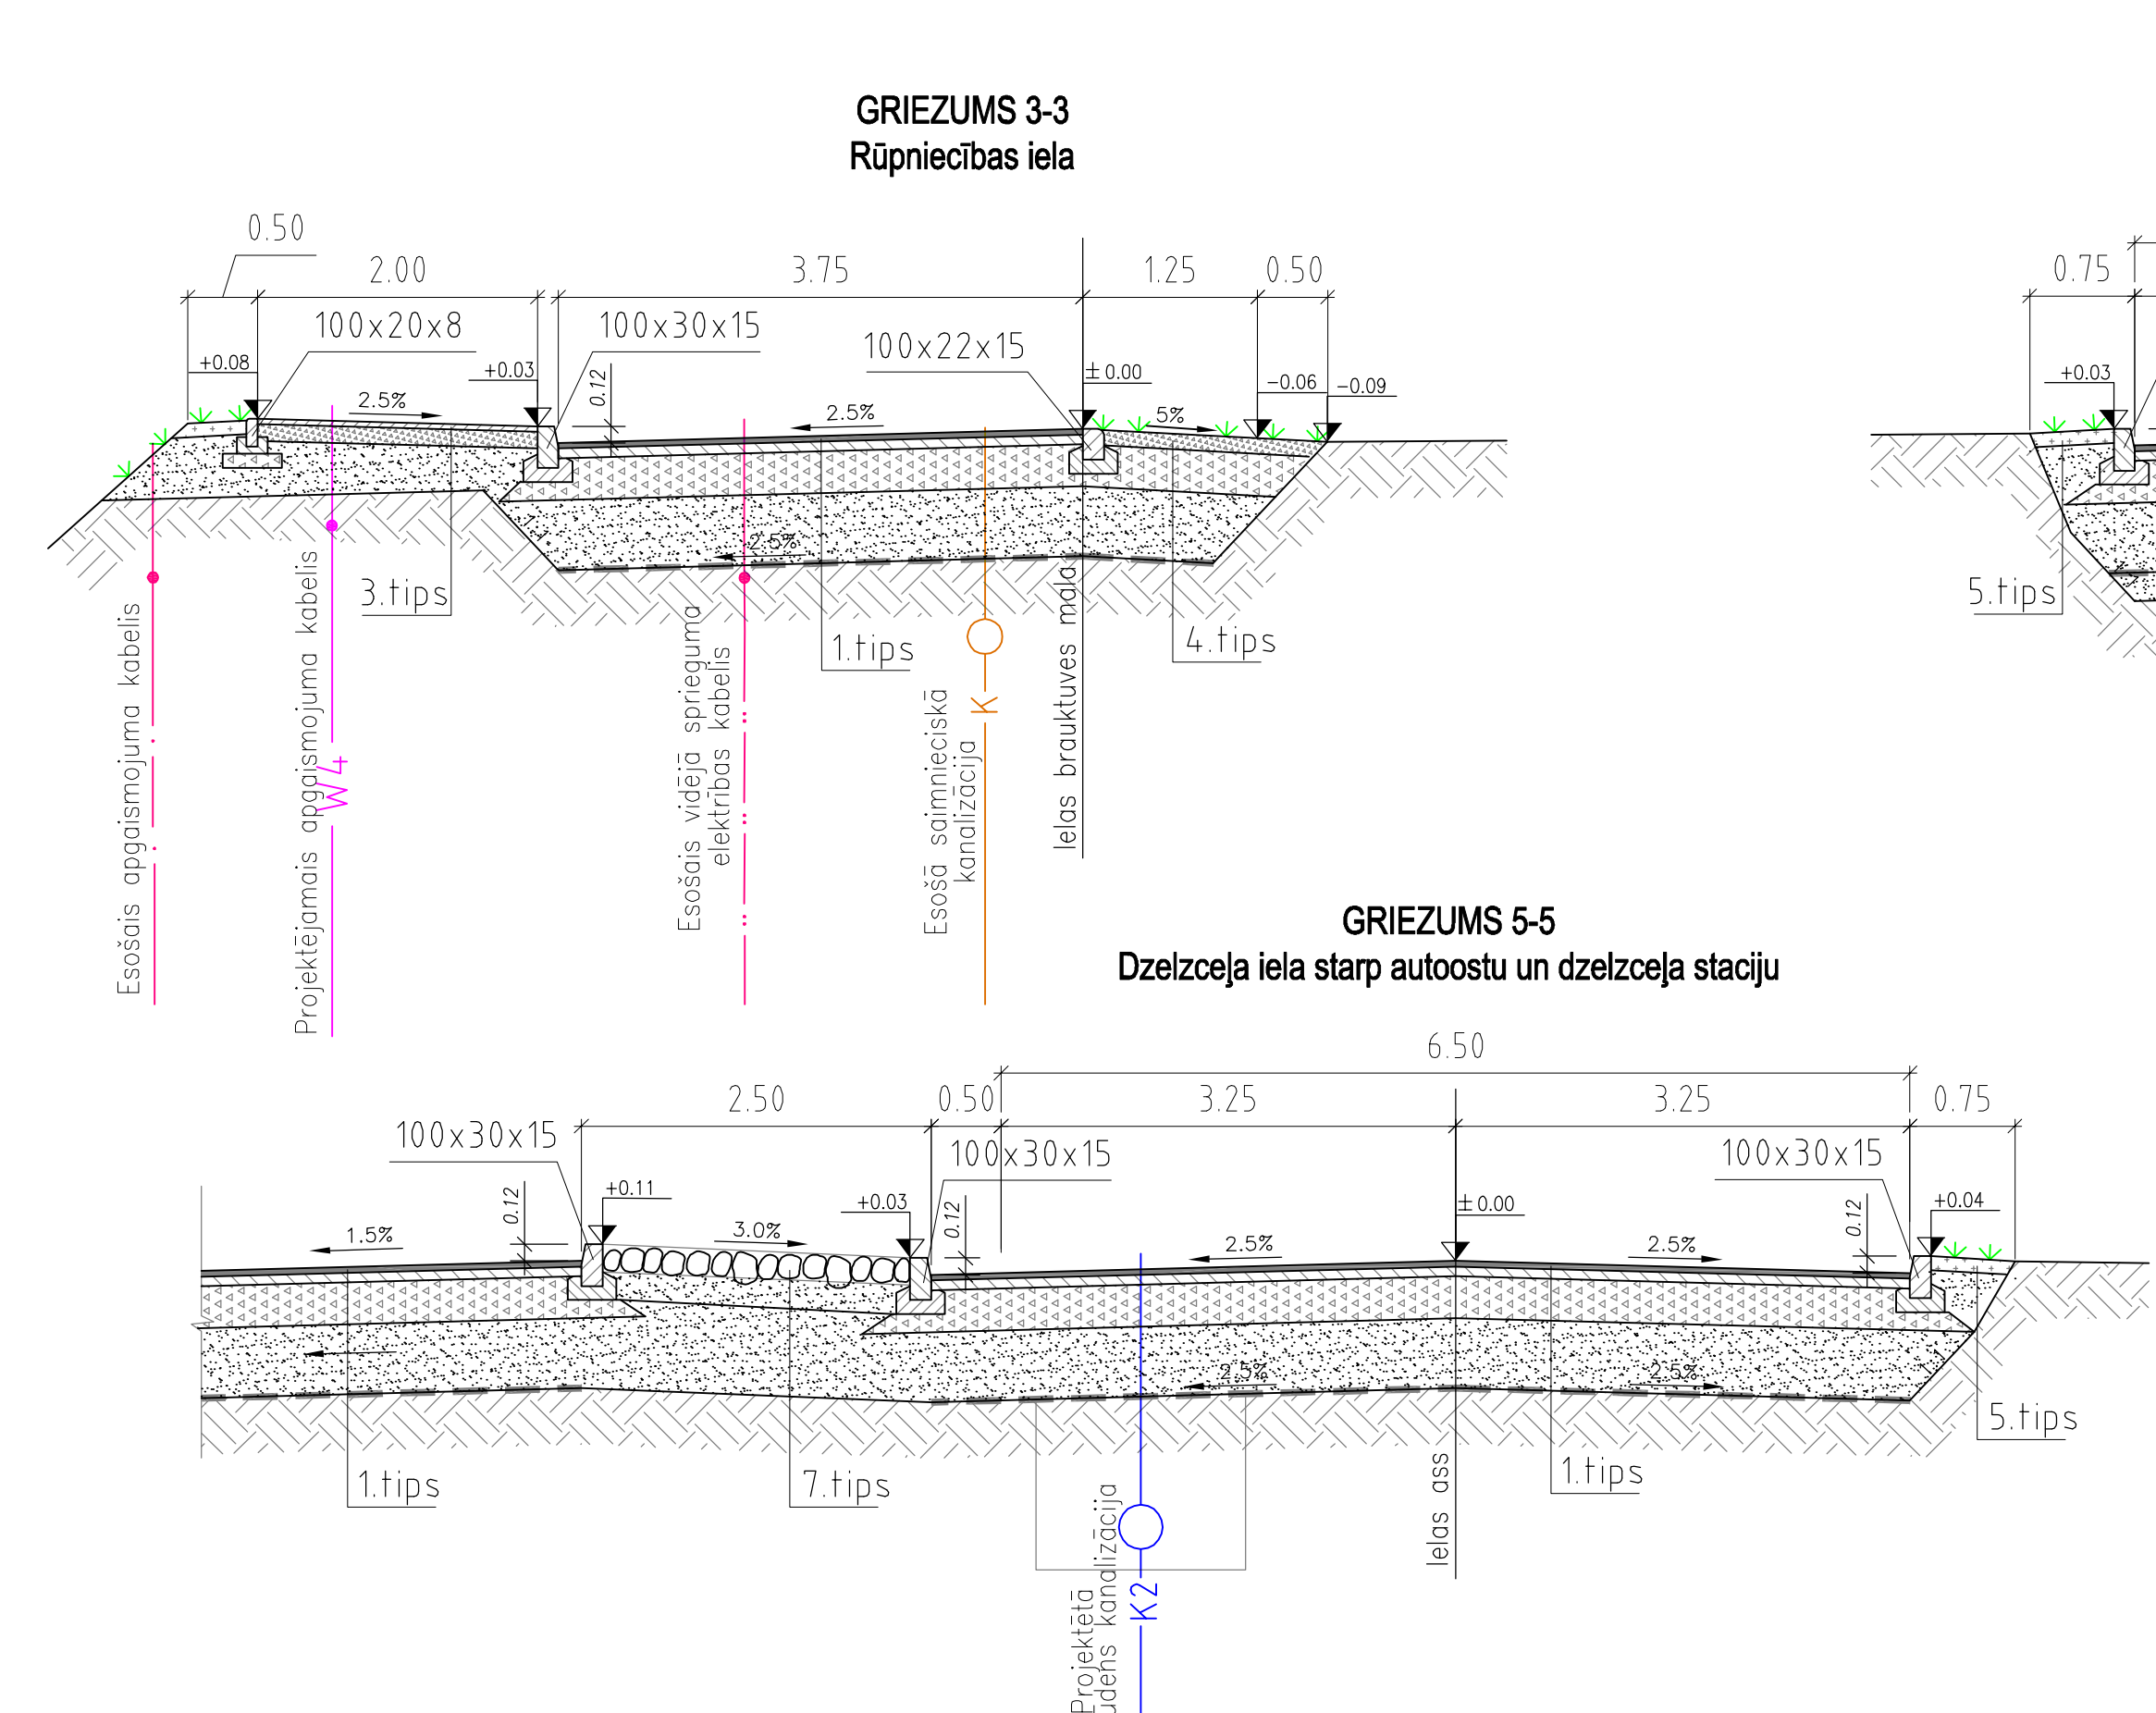 GRIEZUMS 3-3
Rūpniecības iela
0.50
2.00
3.75
1.25
0.50
0.75
100x20x8
100x30x15
100x22x15
+0.08
+0.03
0.12
±0.00
-0.06
-0.09
+0.03
2.5%
2.5%
5%
2.5%
3.tips
1.tips
4.tips
5.tips
Esošais apgaismojuma kabelis
Projektējamais apgaismojuma kabelis
W4
Esošais vidējā sprieguma
elektrības kabelis
Esošā saimnieciskā
kanalizācija
K
Ielas brauktuves mala
GRIEZUMS 5-5
Dzelzceļa iela starp autoostu un dzelzceļa staciju
6.50
2.50
0.50
3.25
3.25
0.75
100x30x15
100x30x15
100x30x15
0.12
+0.11
+0.03
0.12
±0.00
0.12
+0.04
1.5%
3.0%
2.5%
2.5%
2.5%
2.5%
1.tips
7.tips
1.tips
5.tips
Projektētā
ūdens kanalizācija
K2
Ielas ass